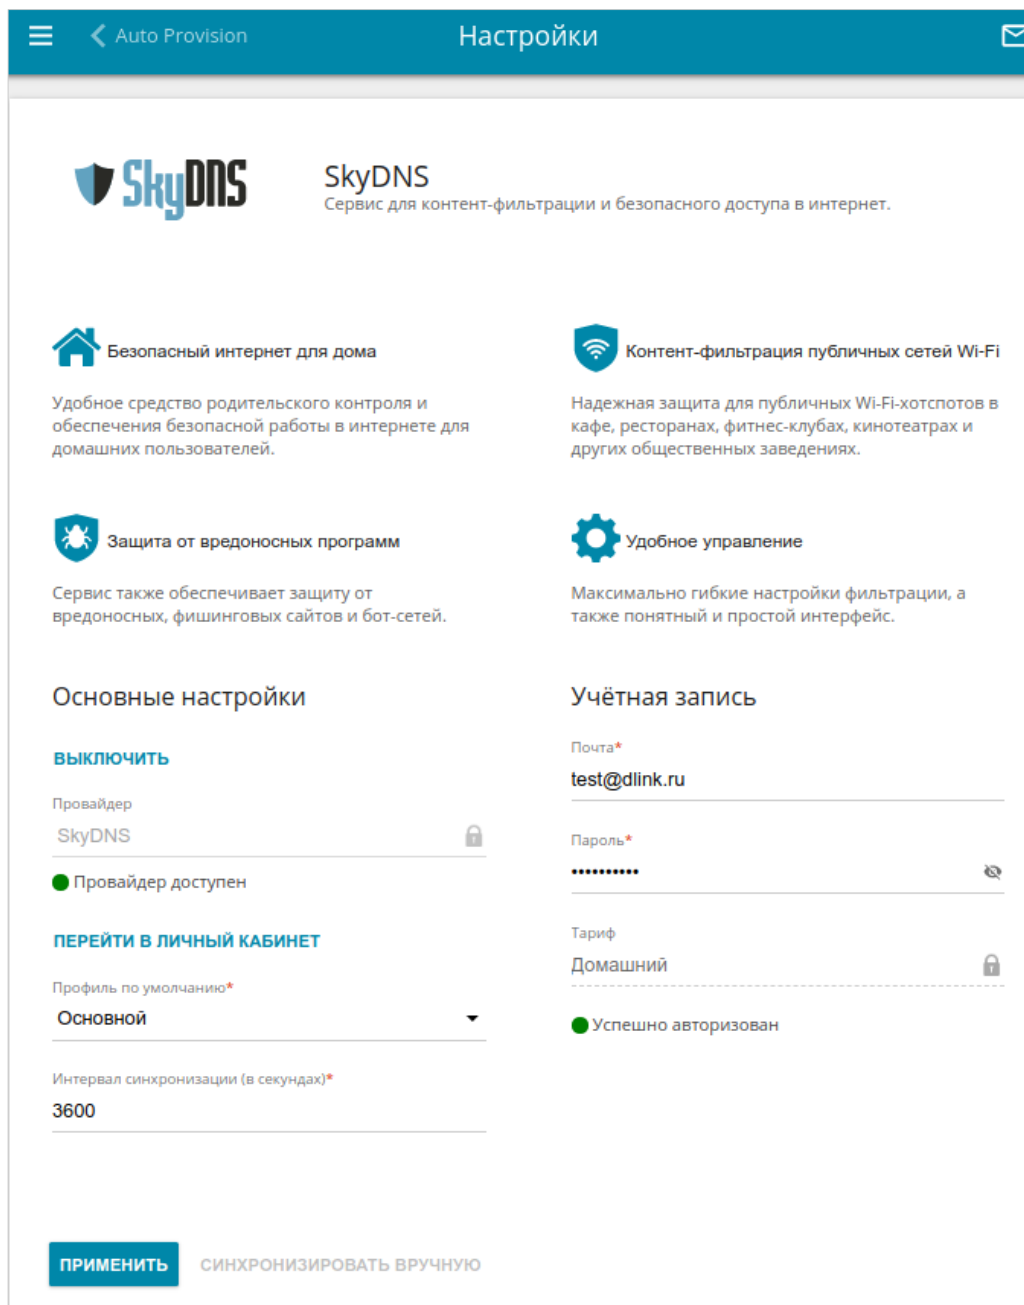 Auto Provision
Настройки
SkyDNS
SkyDNS
Сервис для контент-фильтрации и безопасного доступа в интернет.
Безопасный интернет для дома
Удобное средство родительского контроля и
обеспечения безопасной работы в интернете для
домашних пользователей.
Контент-фильтрация публичных сетей Wi-Fi
Надежная защита для публичных Wi-Fi-хотспотов в
кафе, ресторанах, фитнес-клубах, кинотеатрах и
других общественных заведениях.
Защита от вредоносных программ
Сервис также обеспечивает защиту от
вредоносных, фишинговых сайтов и бот-сетей.
Удобное управление
Максимально гибкие настройки фильтрации, а
также понятный и простой интерфейс.
Основные настройки
ВЫКЛЮЧИТЬ
Провайдер
SkyDNS
Провайдер доступен
ПЕРЕЙТИ В ЛИЧНЫЙ КАБИНЕТ
Профиль по умолчанию*
Основной
Интервал синхронизации (в секундах)*
3600
Учётная запись
Почта*
test@dlink.ru
Пароль*
••••••••••
Тариф
Домашний
Успешно авторизован
ПРИМЕНИТЬ
СИНХРОНИЗИРОВАТЬ ВРУЧНУЮ